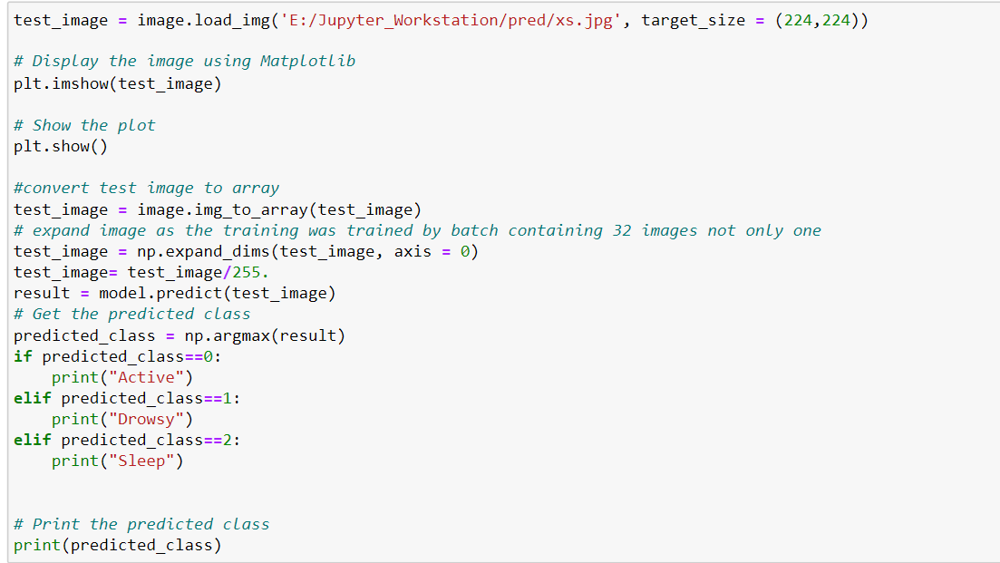 test_image = image.load_img('E:/Jupyter_Workstation/pred/xs.jpg', target_size = (224,224))
# Display the image using Matplotlib
plt.imshow(test_image)
# Show the plot
plt.show()
#convert test image to array
test_image = image.img_to_array(test_image)
# expand image as the training was trained by batch containing 32 images not only one
test_image = np.expand_dims(test_image, axis = 0)
test_image= test_image/255.
result = model.predict(test_image)
# Get the predicted class
predicted_class = np.argmax(result)
if predicted_class==0:
    print("Active")
elif predicted_class==1:
    print("Drowsy")
elif predicted_class==2:
    print("Sleep")
# Print the predicted class
print(predicted_class)